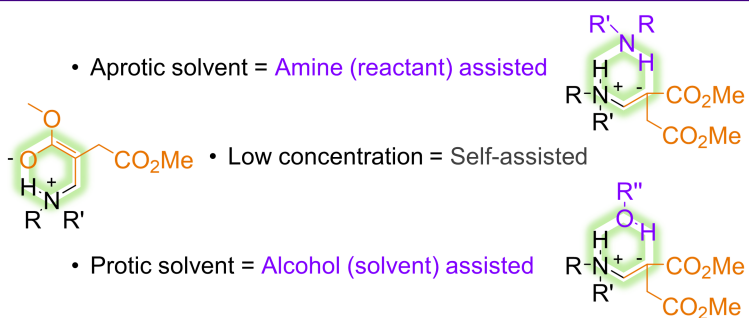 • Aprotic solvent = Amine (reactant) assisted
R' R
N
H H
R N + -
R'
CO₂Me
CO₂Me
O
- O
CO₂Me
H +
N
R R'
• Low concentration = Self-assisted
• Protic solvent = Alcohol (solvent) assisted
R''
O
H H
R N + -
R'
CO₂Me
CO₂Me